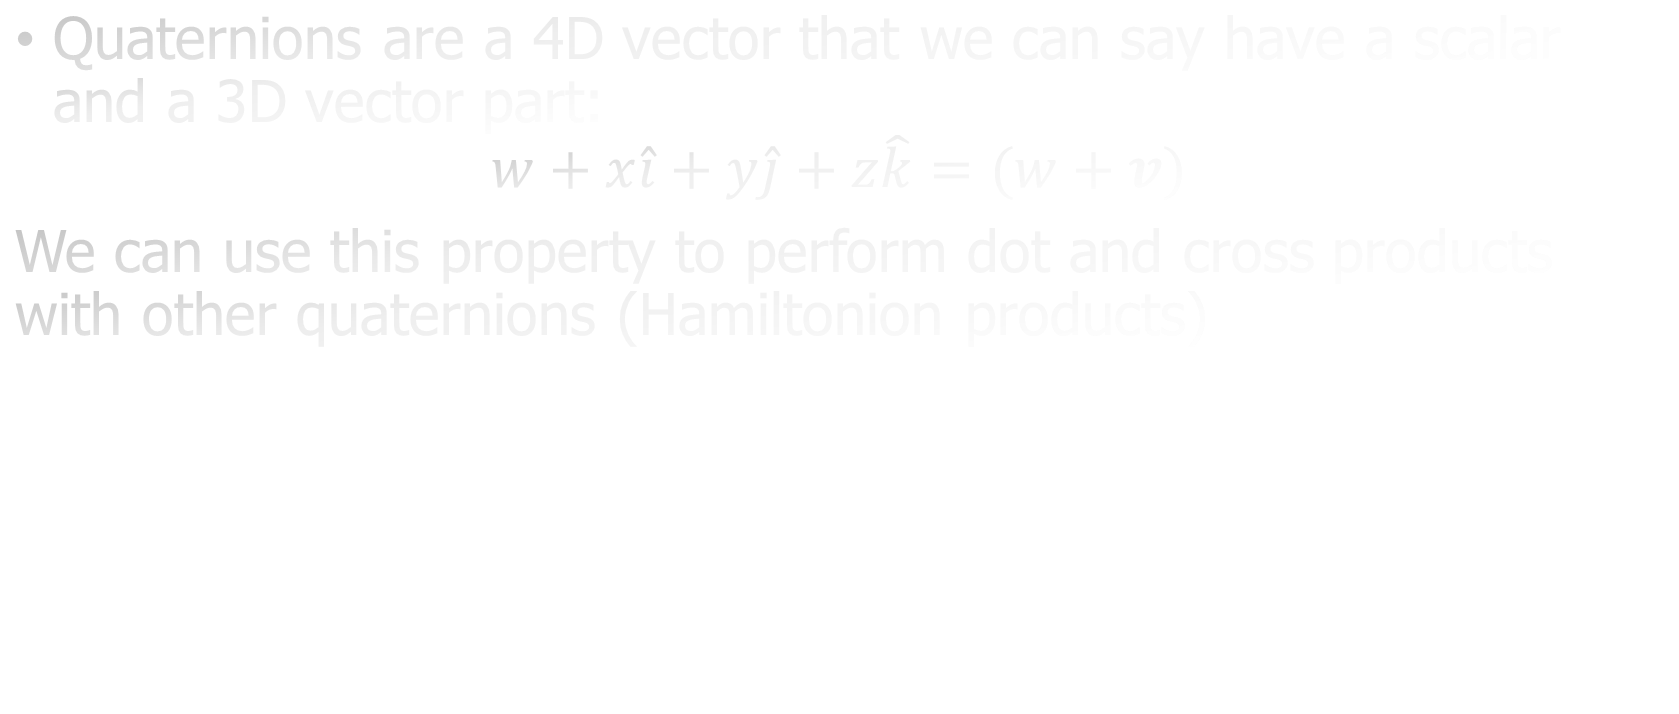 • Quaternions are a 4D vector that we can say have a scalar
and a 3D vector part:
𝑤 + 𝑥𝑖̂ + 𝑦𝑗̂ + 𝑧𝑘̂ = (𝑤 + 𝒗)
We can use this property to perform dot and cross products
with other quaternions (Hamiltonion products)